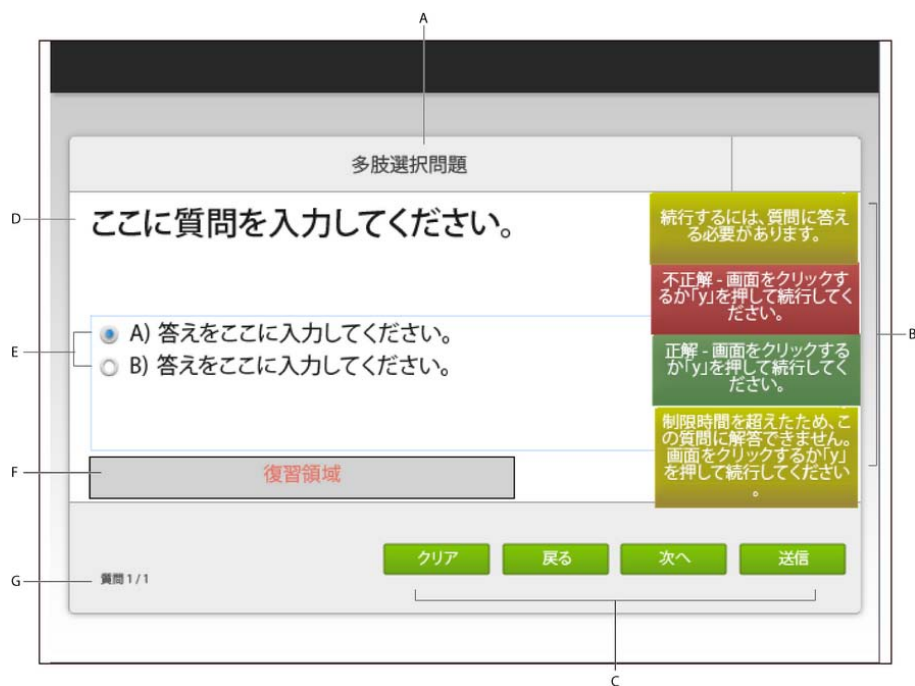 A
多肢選択問題
D
ここに質問を入力してください。
続行するには、質問に答え
る必要があります。
不正解 - 画面をクリックす
るか「y」を押して続行してく
ださい。
B
E
A) 答えをここに入力してください。
B) 答えをここに入力してください。
正解 - 画面をクリックする
か「y」を押して続行してく
ださい。
制限時間を超えたため、こ
の質問に解答できません。
画面をクリックするか「y」
を押して続行してください
。
F
復習領域
クリア
戻る
次へ
送信
G
質問 1 / 1
C